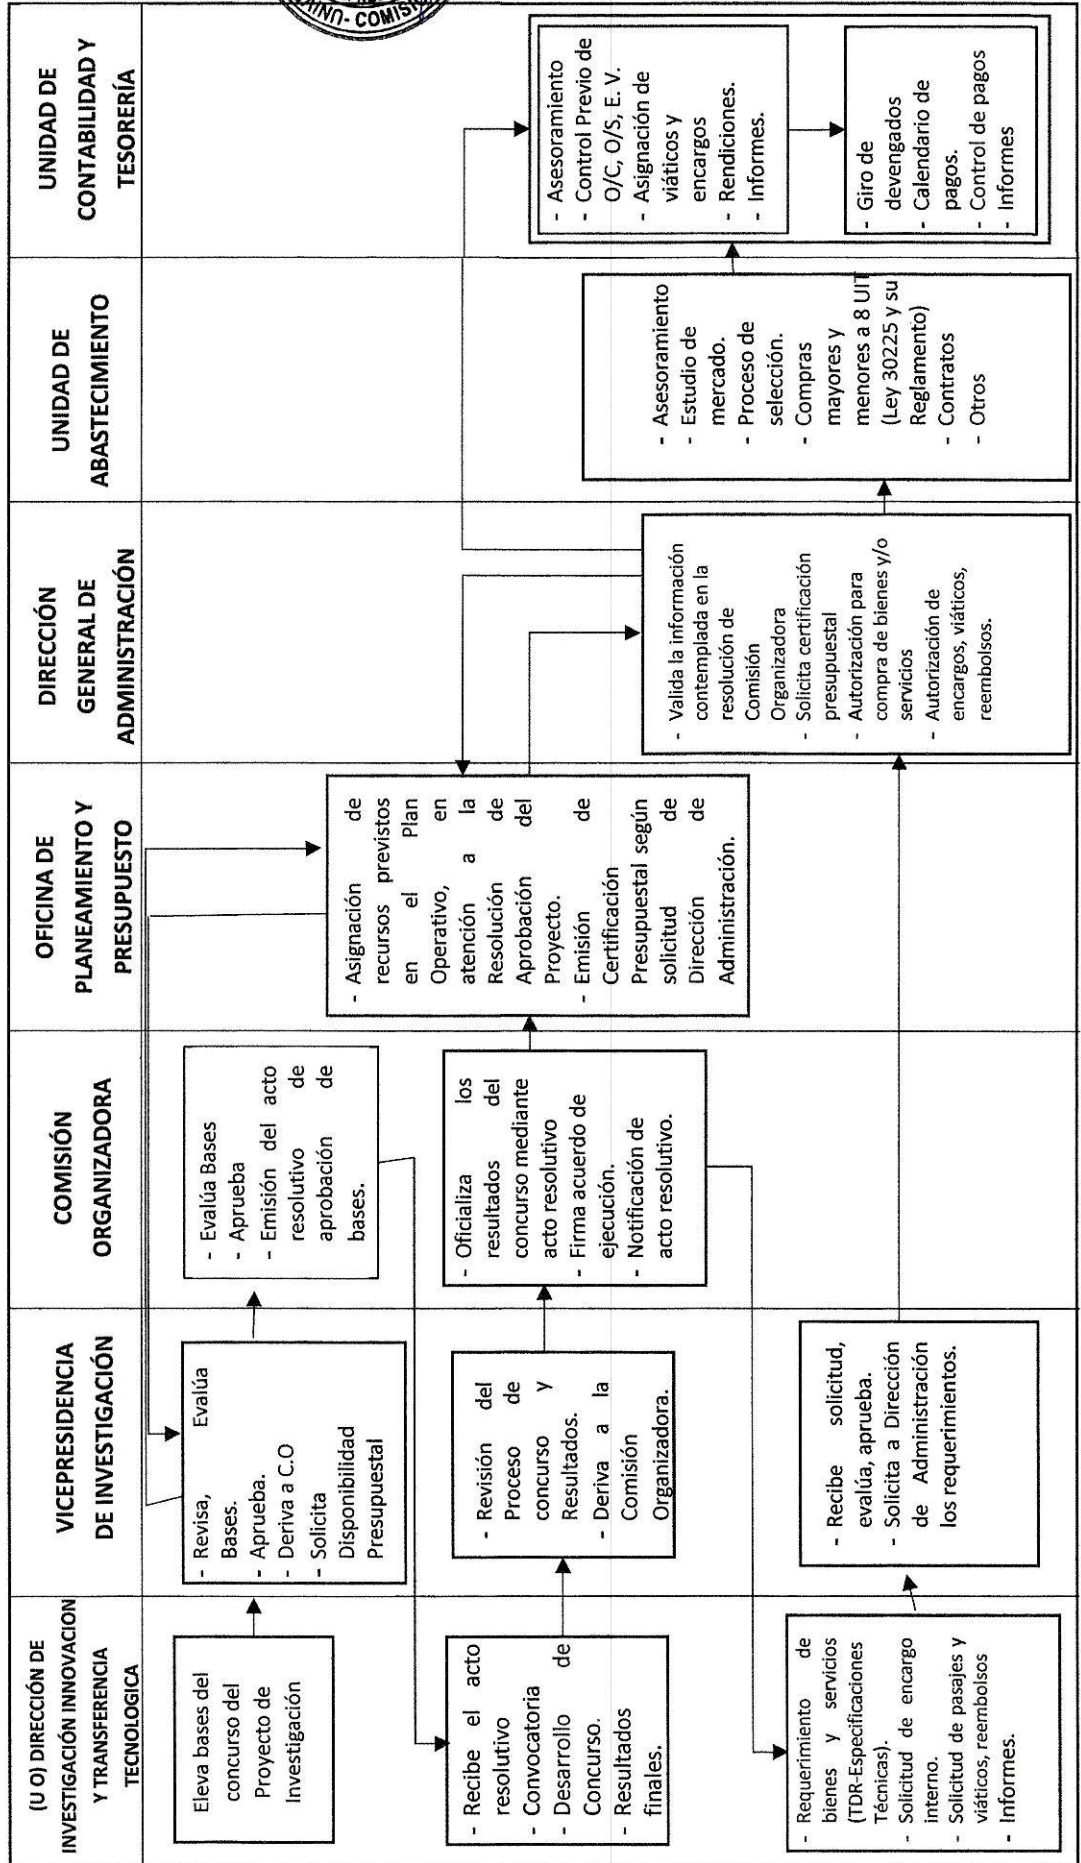 (U O) DIRECCIÓN DE
INVESTIGACIÓN INNOVACION
Y TRANSFERENCIA
TECNOLOGICA
VICEPRESIDENCIA
DE INVESTIGACIÓN
COMISIÓN
ORGANIZADORA
OFICINA DE
PLANEAMIENTO Y
PRESUPUESTO
DIRECCIÓN
GENERAL DE
ADMINISTRACIÓN
UNIDAD DE
ABASTECIMIENTO
UNIDAD DE
CONTABILIDAD Y
TESORERÍA
Eleva bases del
concurso del
Proyecto de
Investigación
- Revisa, Evalúa
Bases.
- Aprueba.
- Deriva a C.O
- Solicita
Disponibilidad
Presupuestal
- Evalúa Bases
- Aprueba
- Emisión del acto
resolutivo de
aprobación de
bases.
- Recibe el acto
resolutivo
- Convocatoria
- Desarrollo de
Concurso.
- Resultados
finales.
- Revisión del
Proceso de
concurso y
Resultados.
- Deriva a la
Comisión
Organizadora.
- Oficializa los
resultados del
concurso mediante
acto resolutivo
- Firma acuerdo de
ejecución.
- Notificación de
acto resolutivo.
- Asignación de
recursos previstos
en el Plan
Operativo, en
atención a la
Resolución de
Aprobación del
Proyecto.
- Emisión de
Certificación
Presupuestal según
solicitud de
Dirección de
Administración.
- Requerimiento de
bienes y servicios
(TDR-Especificaciones
Técnicas).
- Solicitud de encargo
interno.
- Solicitud de pasajes y
viáticos, reembolsos
- Informes.
- Recibe solicitud,
evalúa, aprueba.
- Solicita a Dirección
de Administración
los requerimientos.
- Valida la información
contemplada en la
resolución de
Comisión
Organizadora
- Solicita certificación
presupuestal
- Autorización para
compra de bienes y/o
servicios
- Autorización de
encargos, viáticos,
reembolsos.
- Asesoramiento
- Estudio de
mercado.
- Proceso de
selección.
- Compras
mayores y
menores a 8 UIT
(Ley 30225 y su
Reglamento)
- Contratos
- Otros
- Asesoramiento
- Control Previo de
O/C, O/S, E. V.
- Asignación de
viáticos y
encargos
- Rendiciones.
- Informes.
- Giro de
devengados
- Calendario de
pagos.
- Control de pagos
- Informes